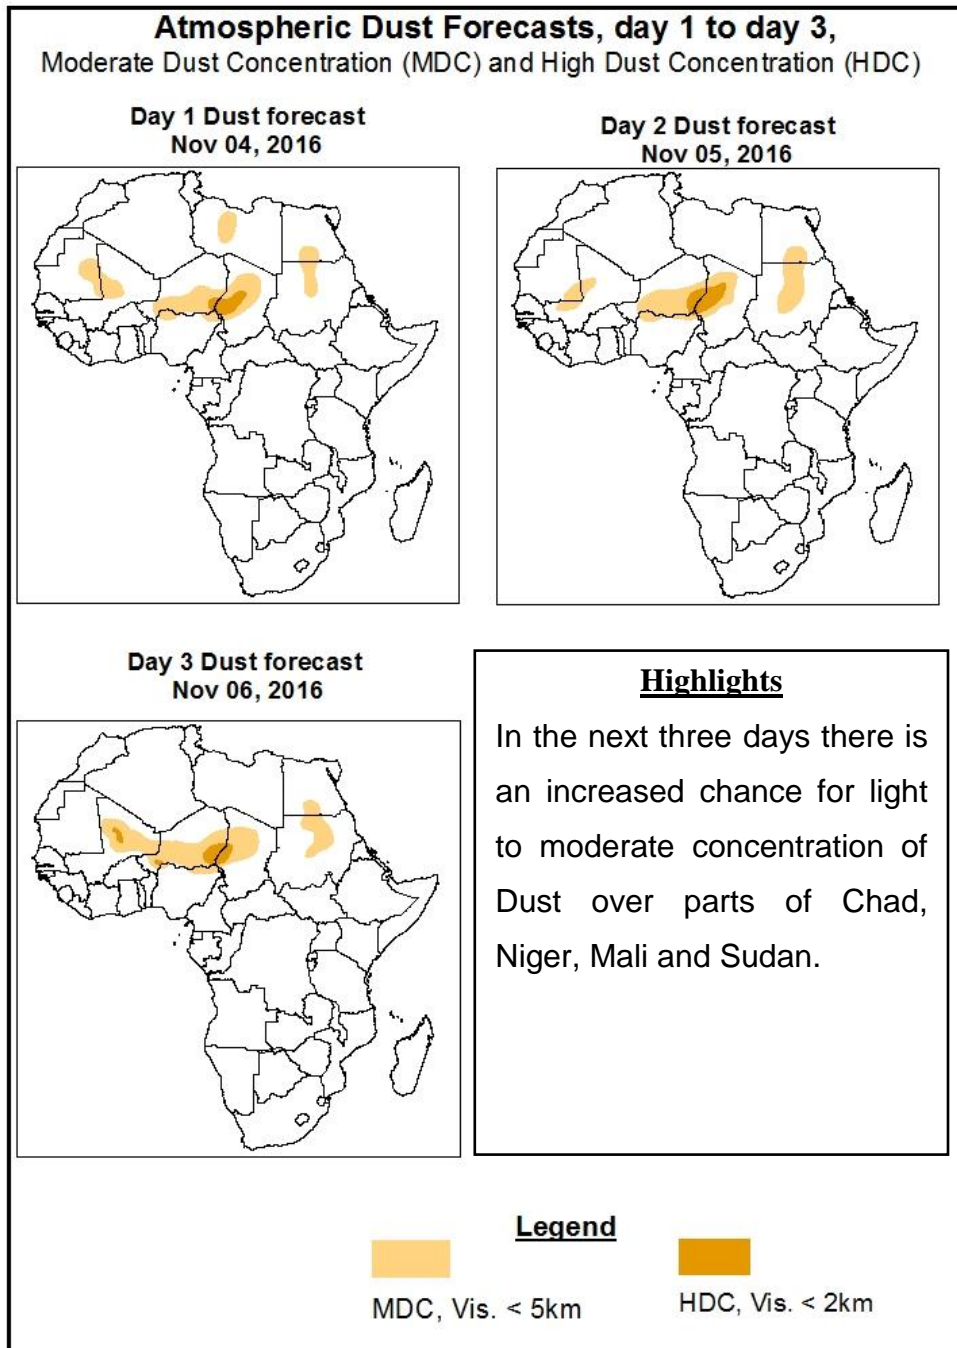 Atmospheric Dust Forecasts, day 1 to day 3,
Moderate Dust Concentration (MDC) and High Dust Concentration (HDC)
Day 1 Dust forecast
Nov 04, 2016
Day 2 Dust forecast
Nov 05, 2016
Day 3 Dust forecast
Nov 06, 2016
Highlights
In the next three days there is
an increased chance for light
to moderate concentration of
Dust over parts of Chad,
Niger, Mali and Sudan.
Legend
MDC, Vis. < 5km
HDC, Vis. < 2km